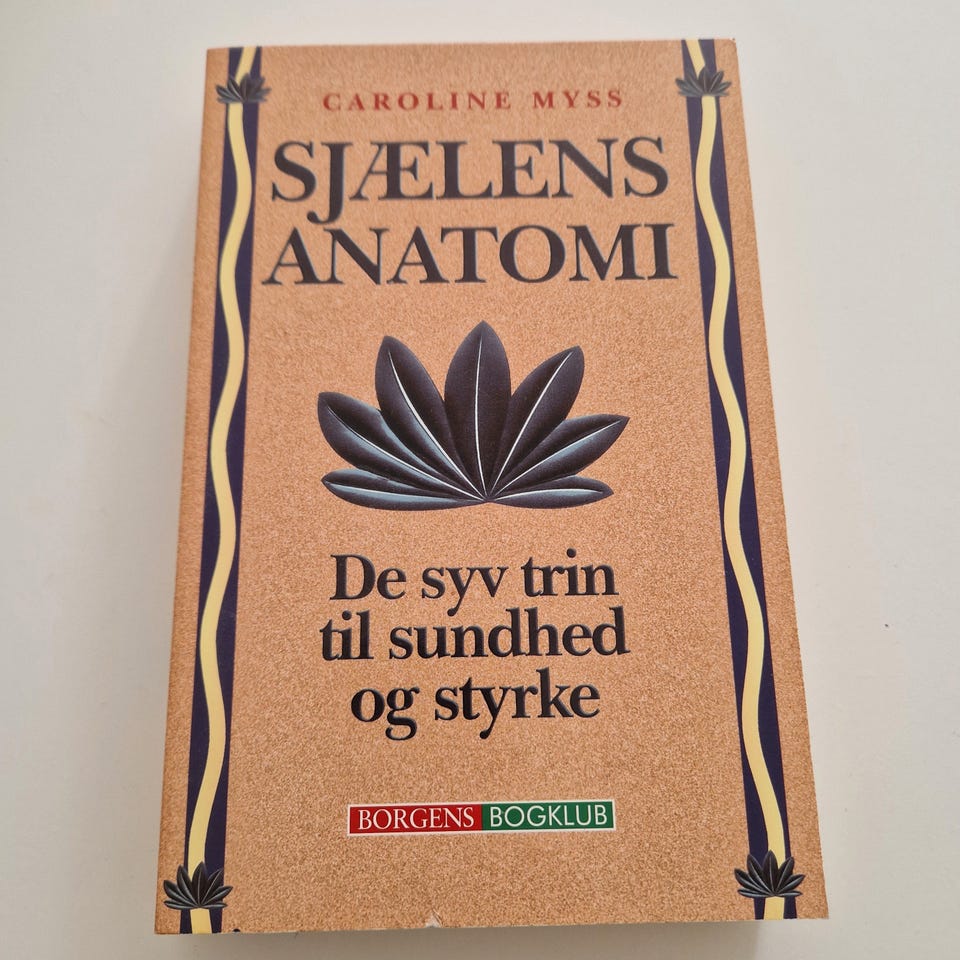 CAROLINE MYSS
SJÆLENS
ANATOMI
De syv trin
til sundhed
og styrke
BORGENS BOGKLUB